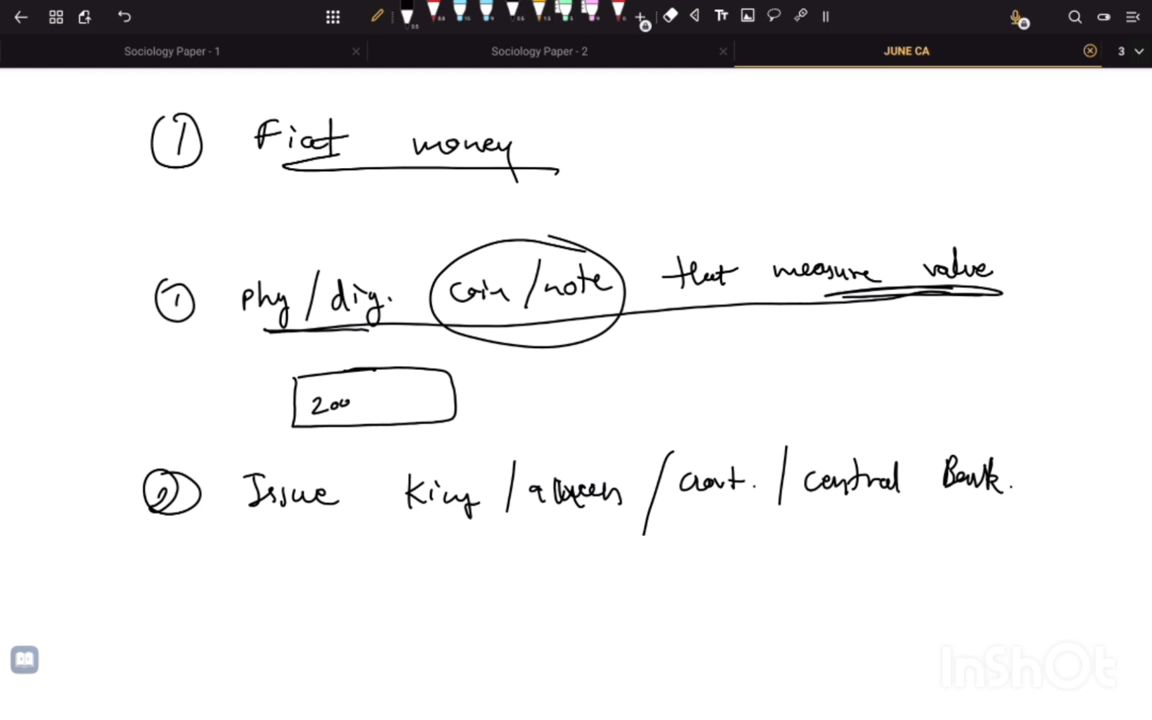 Sociology Paper - 1
Sociology Paper - 2
JUNE CA
3
① Fiat money
① phy / dig. coin / note that measure value
200
② Issue King / queen / Govt. / central Bank.
InShOt